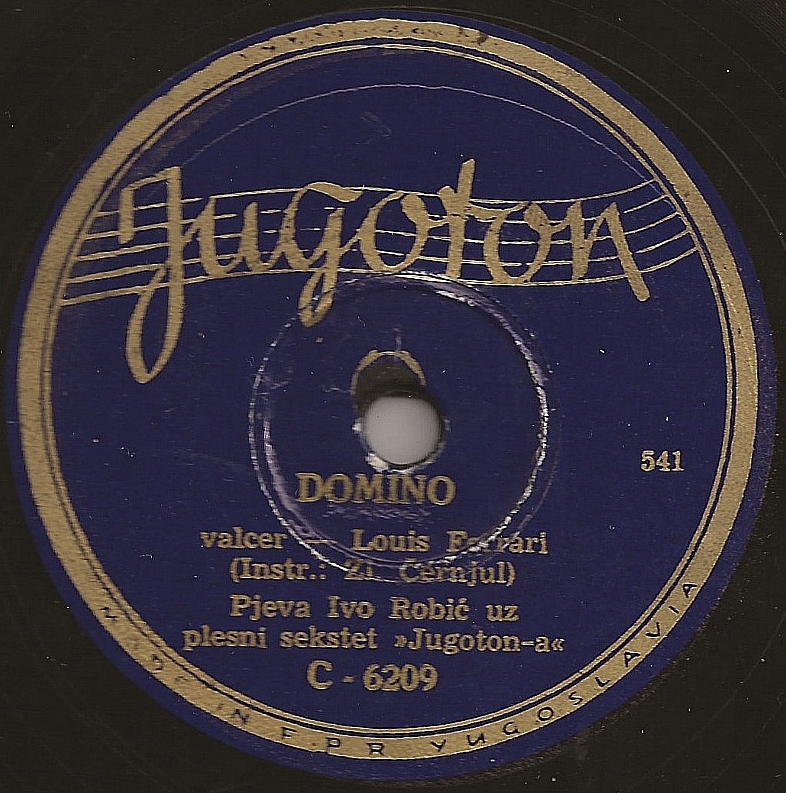 Jugoton
541
DOMINO
valcer — Louis Ferrari
(Instr.: Zl. Černjul)
Pjeva Ivo Robić uz
plesni sekstet »Jugoton-a«
C - 6209
MADE IN F.P.R YUGOSLAVIA